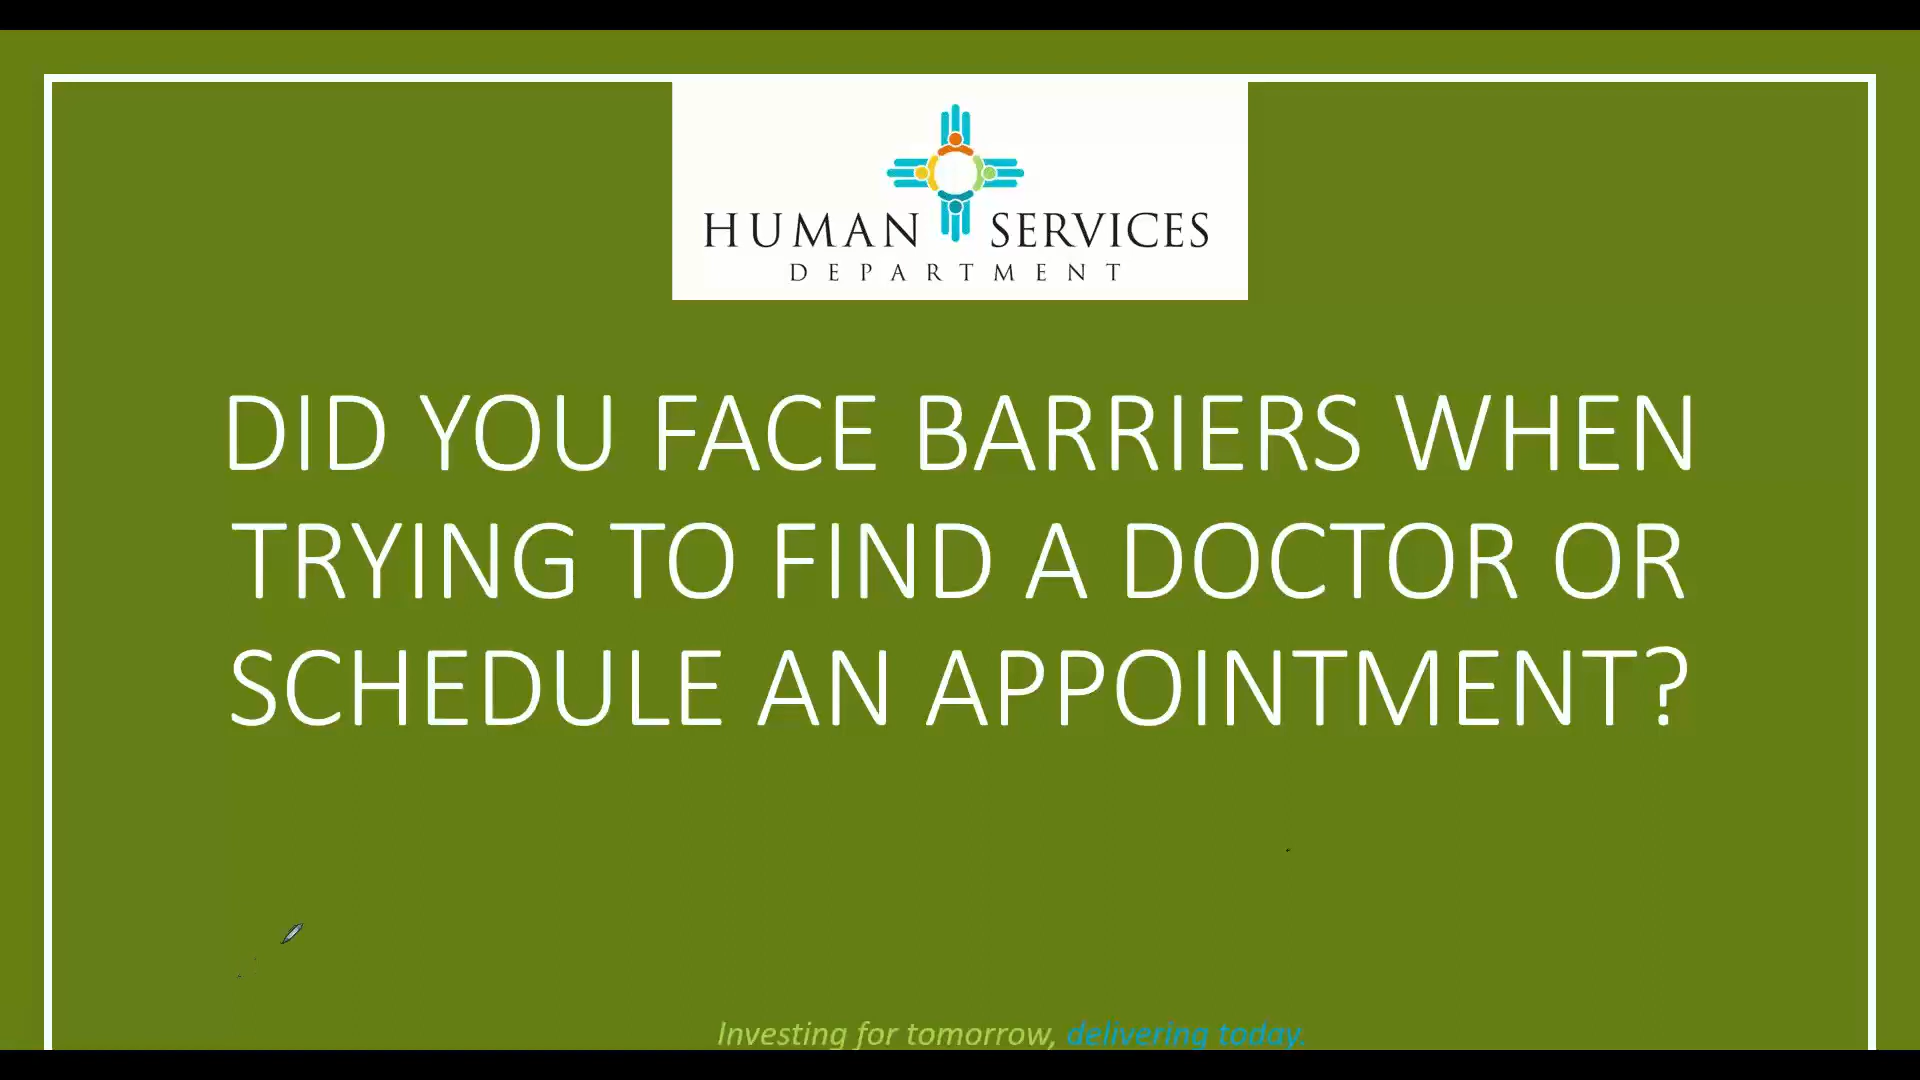 HUMAN SERVICES
DEPARTMENT
DID YOU FACE BARRIERS WHEN
TRYING TO FIND A DOCTOR OR
SCHEDULE AN APPOINTMENT?
Investing for tomorrow, delivering today.